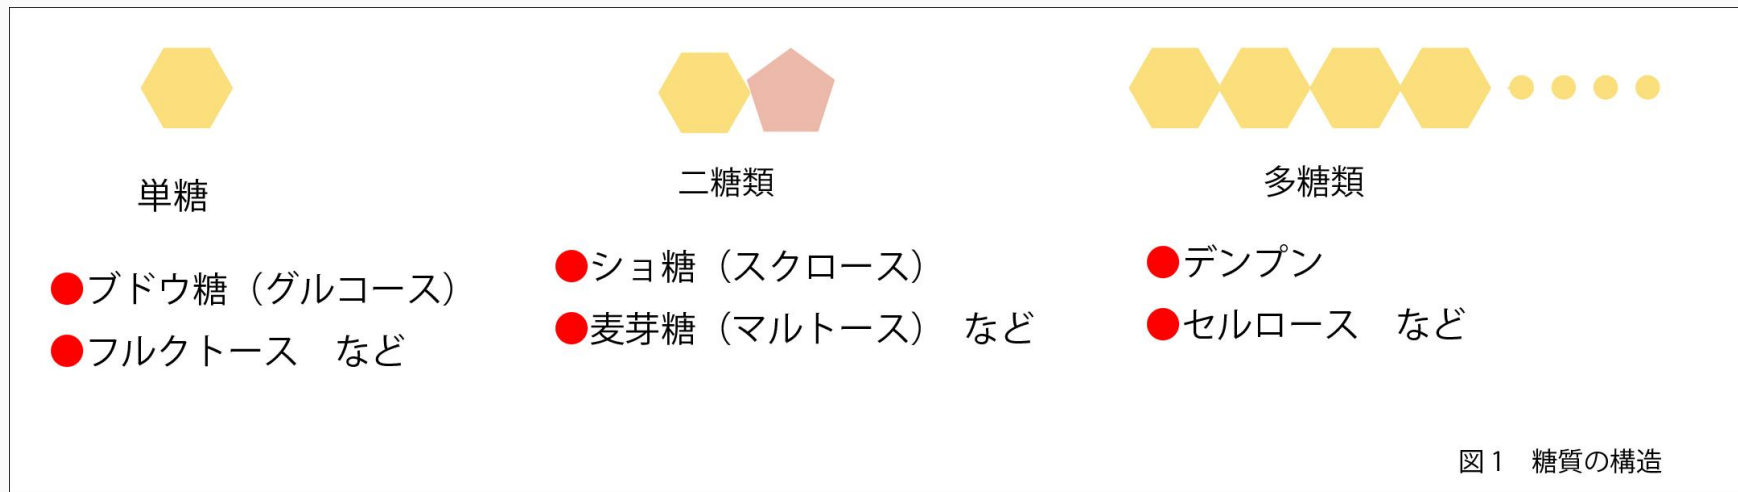 単糖
●ブドウ糖（グルコース）
●フルクトース　など
二糖類
●ショ糖（スクロース）
●麦芽糖（マルトース）　など
多糖類
●デンプン
●セルロース　など
図1　糖質の構造